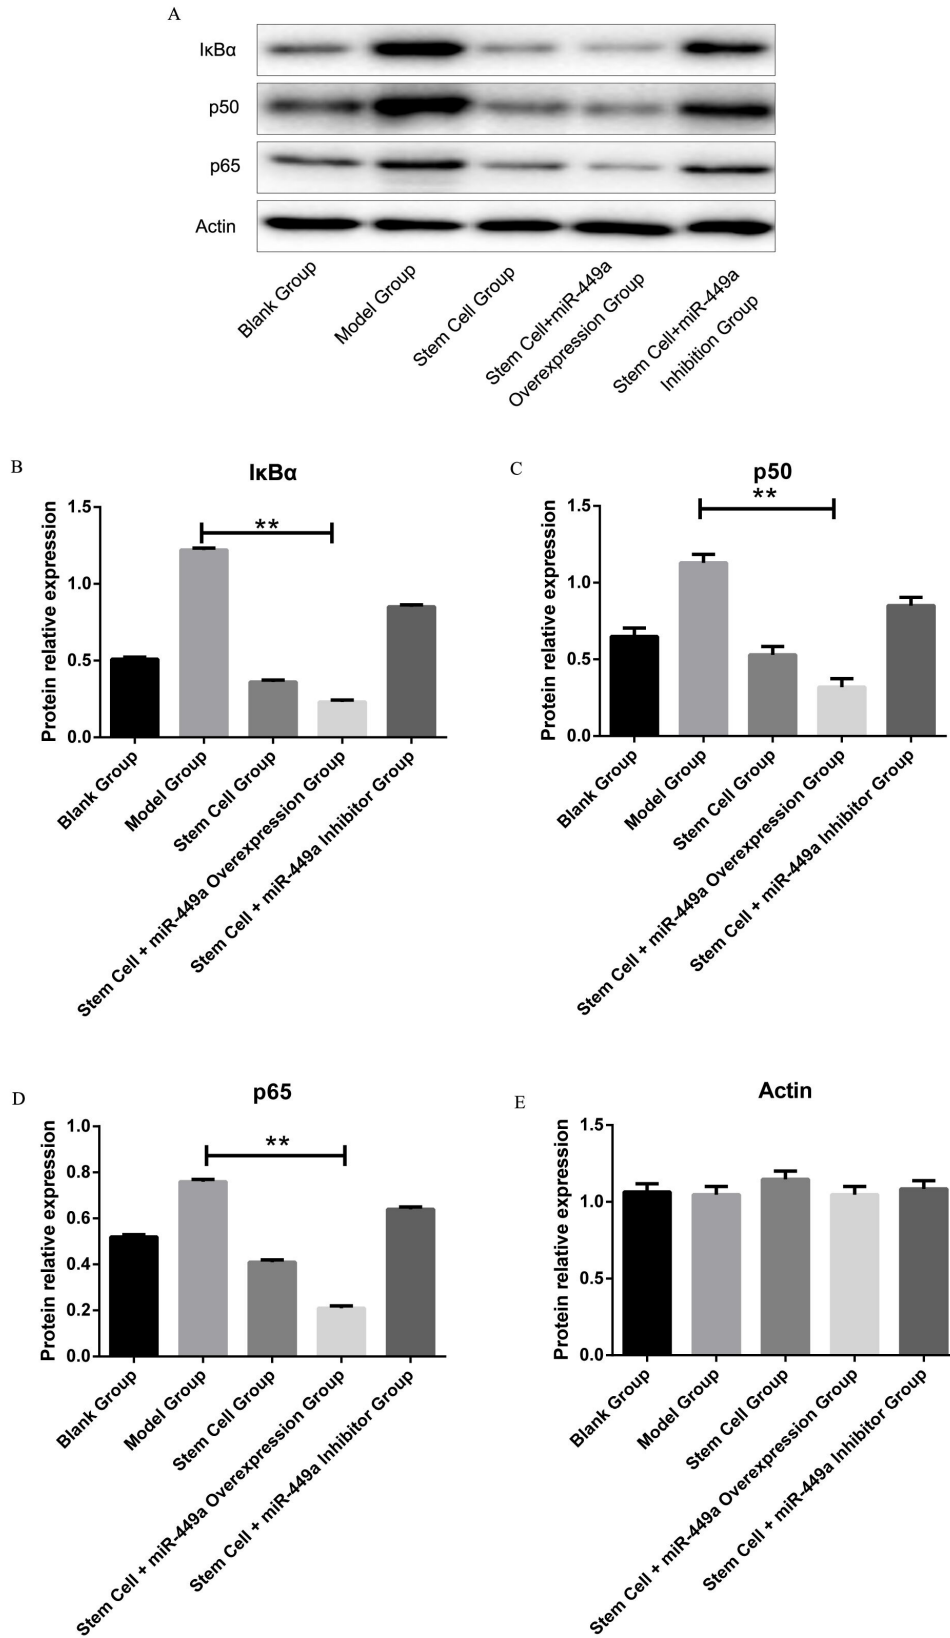 A
IκBα
p50
p65
Actin
Blank Group
Model Group
Stem Cell Group
Stem Cell+miR-449a
Overexpression Group
Stem Cell+miR-449a
Inhibition Group
B
IκBα
Protein relative expression
1.5
1.0
0.5
0.0
**
Blank Group
Model Group
Stem Cell Group
Stem Cell + miR-449a Overexpression Group
Stem Cell + miR-449a Inhibitor Group
C
p50
Protein relative expression
1.5
1.0
0.5
0.0
**
Blank Group
Model Group
Stem Cell Group
Stem Cell + miR-449a Overexpression Group
Stem Cell + miR-449a Inhibitor Group
D
p65
Protein relative expression
1.0
0.8
0.6
0.4
0.2
0.0
**
Blank Group
Model Group
Stem Cell Group
Stem Cell + miR-449a Overexpression Group
Stem Cell + miR-449a Inhibitor Group
E
Actin
Protein relative expression
1.5
1.0
0.5
0.0
Blank Group
Model Group
Stem Cell Group
Stem Cell + miR-449a Overexpression Group
Stem Cell + miR-449a Inhibitor Group